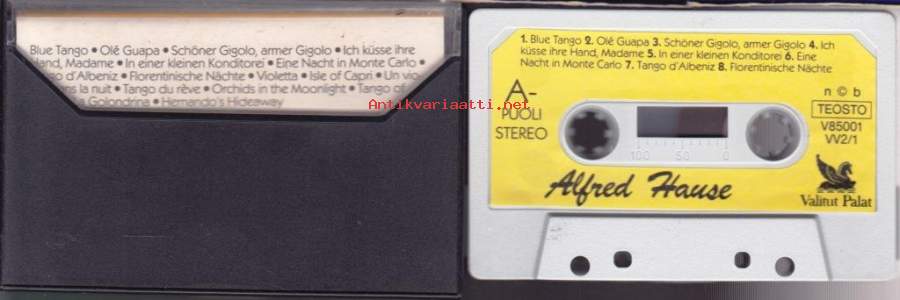 Blue Tango • Olé Guapa • Schöner Gigolo, armer Gigolo • Ich
küsse ihre Hand, Madame • In einer kleinen Konditorei • Eine Nacht in Monte Carlo •
d'Albeniz • Florentinische Nächte • Violetta • Isle of Capri • Un vio
la nuit • Tango du rêve • Orchids in the Moonlight • Tango of
Golondrina • Hernando's Hideaway
Antikvariaatti.net
1. Blue Tango 2. Olé Guapa 3. Schöner Gigolo, armer Gigolo 4. Ich
küsse ihre Hand, Madame 5. In einer kleinen Konditorei 6. Eine
Nacht in Monte Carlo 7. Tango d'Albeniz 8. Florentinische Nächte
A-
PUOLI
STEREO
100 50 0
n © b
TEOSTO
V85001
VV2/1
Alfred Hause
Valitut Palat